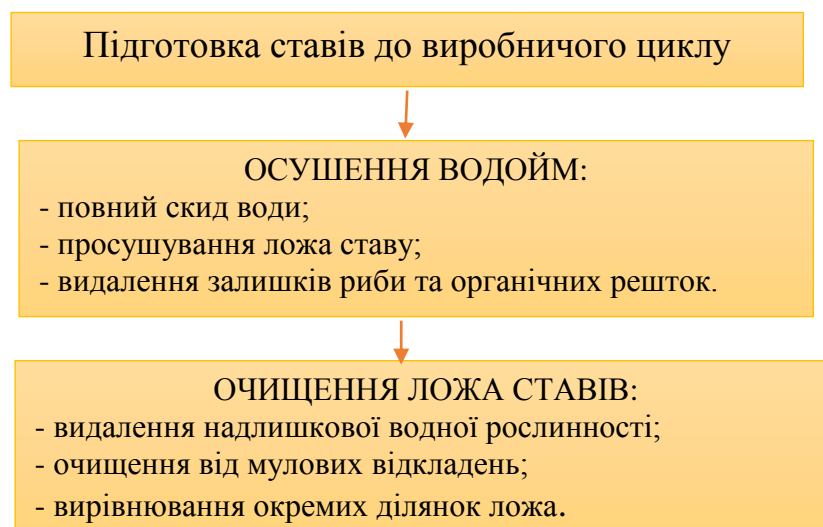 Підготовка ставів до виробничого циклу
ОСУШЕННЯ ВОДОЙМ:
- повний скид води;
- просушування ложа ставу;
- видалення залишків риби та органічних решток.
ОЧИЩЕННЯ ЛОЖА СТАВІВ:
- видалення надлишкової водної рослинності;
- очищення від мулових відкладень;
- вирівнювання окремих ділянок ложа.